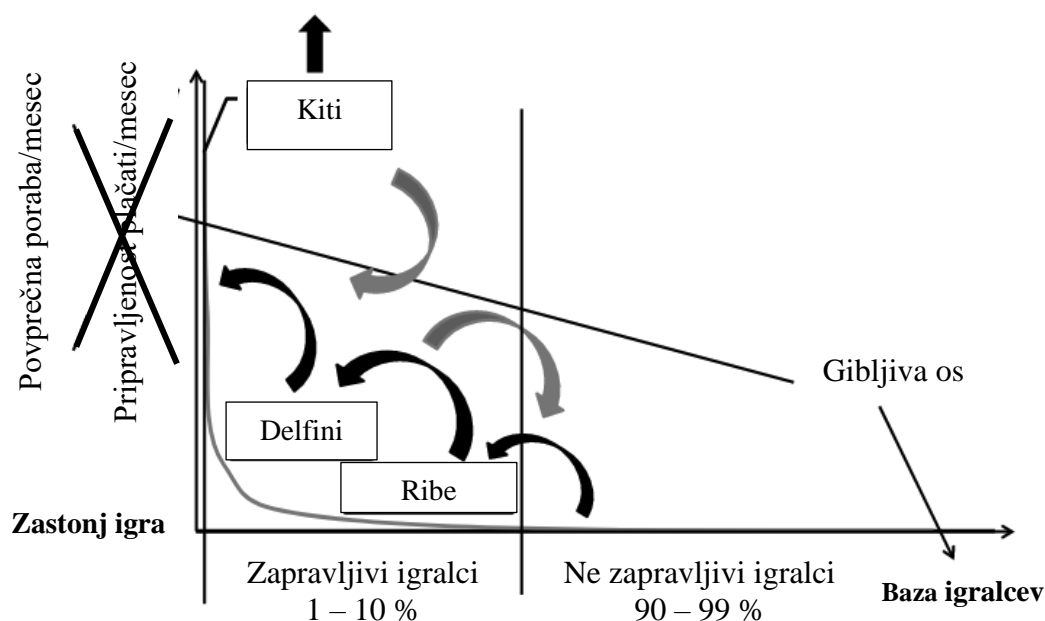 Povprečna poraba/mesec
Pripravljenost plačati/mesec
Kiti
Gibljiva os
Delfini
Ribe
Zastonj igra
Zapravljivi igralci
1 – 10 %
Ne zapravljivi igralci
90 – 99 %
Baza igralcev